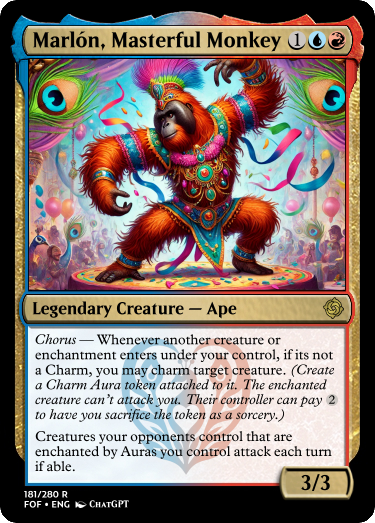 Marlón, Masterful Monkey 1
Legendary Creature — Ape
Chorus — Whenever another creature or
enchantment enters under your control, if its not
a Charm, you may charm target creature. (Create
a Charm Aura token attached to it. The enchanted
creature can't attack you. Their controller can pay 2
to have you sacrifice the token as a sorcery.)
Creatures your opponents control that are
enchanted by Auras you control attack each turn
if able.
3/3
181/280 R
FOF • ENG ChatGPT